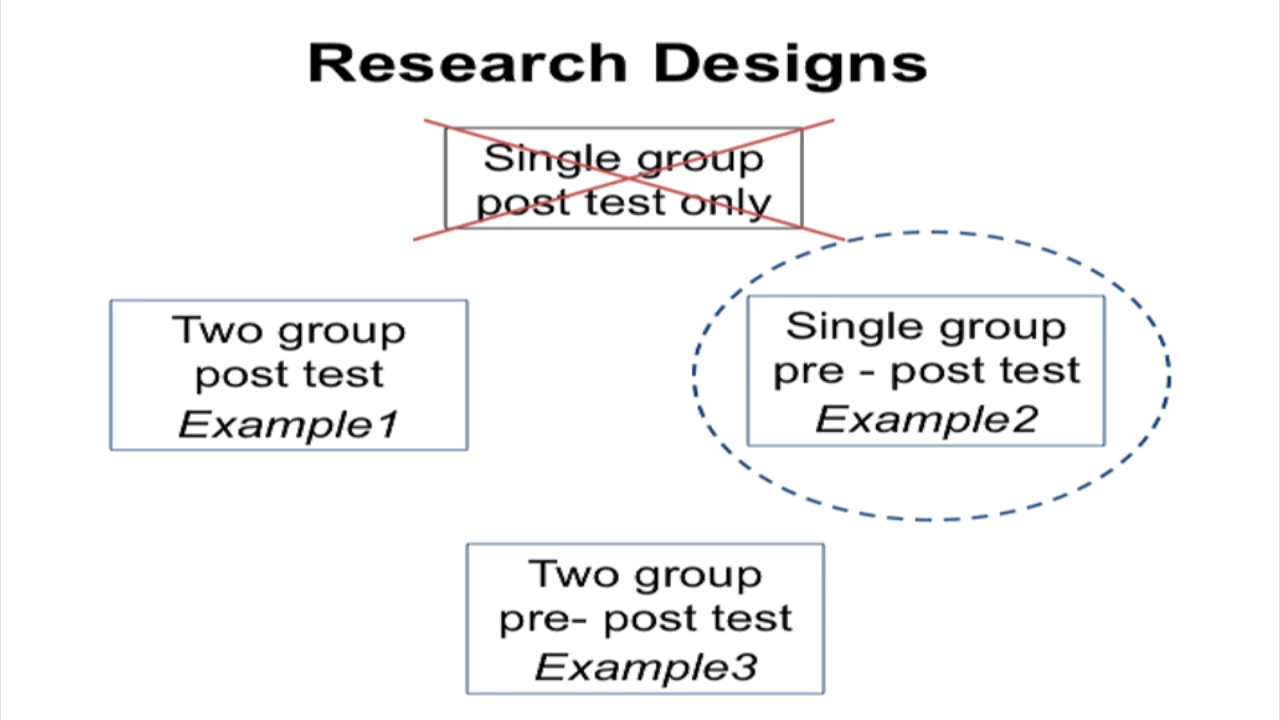 Research Designs
Single group
post test only
Two group
post test
Example1
Single group
pre - post test
Example2
Two group
pre- post test
Example3